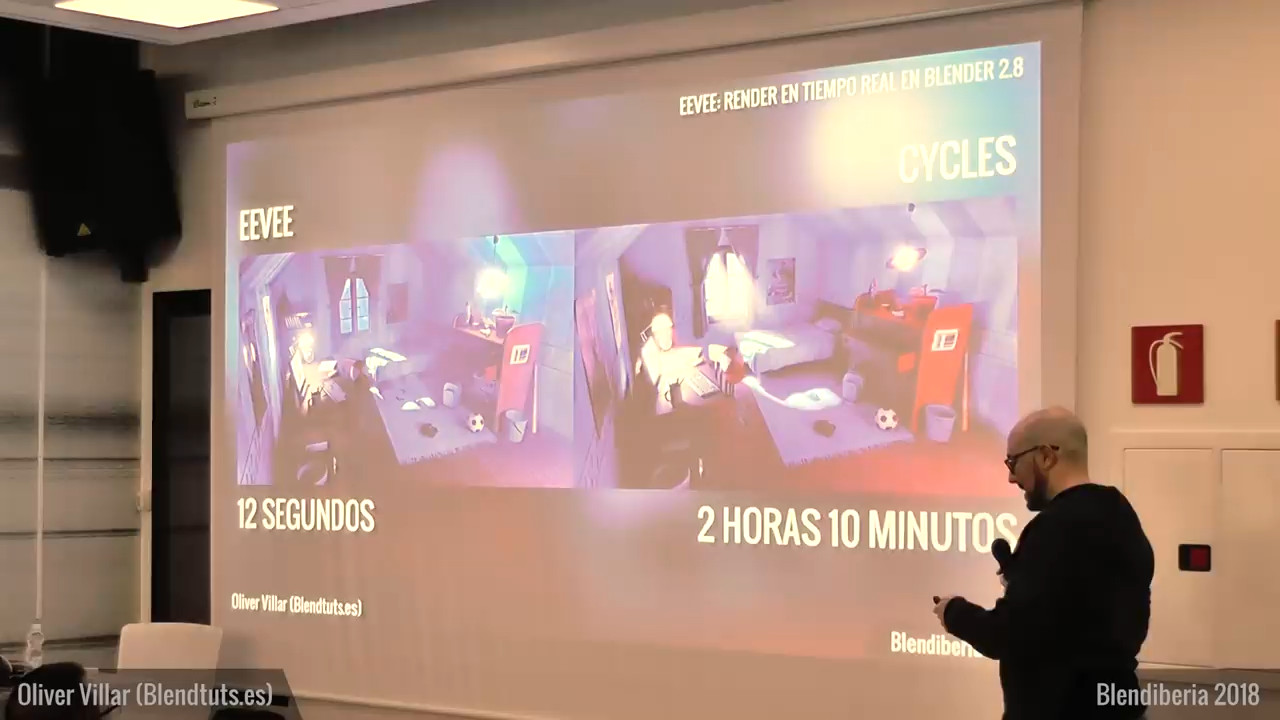 EEVEE: RENDER EN TIEMPO REAL EN BLENDER 2.8
CYCLES
EEVEE
12 SEGUNDOS
2 HORAS 10 MINUTOS
Oliver Villar (Blendtuts.es)
Oliver Villar (Blendtuts.es)
Blendiberia 2018